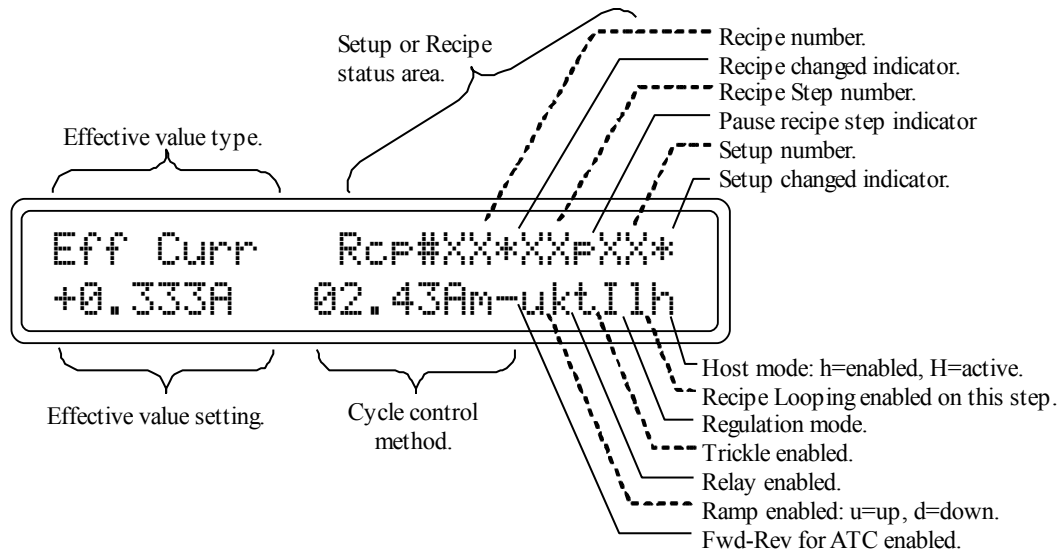 Setup or Recipe
status area.
Recipe number.
Recipe changed indicator.
Recipe Step number.
Pause recipe step indicator
Setup number.
Setup changed indicator.
Effective value type.
Eff Curr Rcp#XX*XXpXX*
+0.333A 02.43Am-uktIlh
Effective value setting.
Cycle control
method.
Host mode: h=enabled, H=active.
Recipe Looping enabled on this step.
Regulation mode.
Trickle enabled.
Relay enabled.
Ramp enabled: u=up, d=down.
Fwd-Rev for ATC enabled.